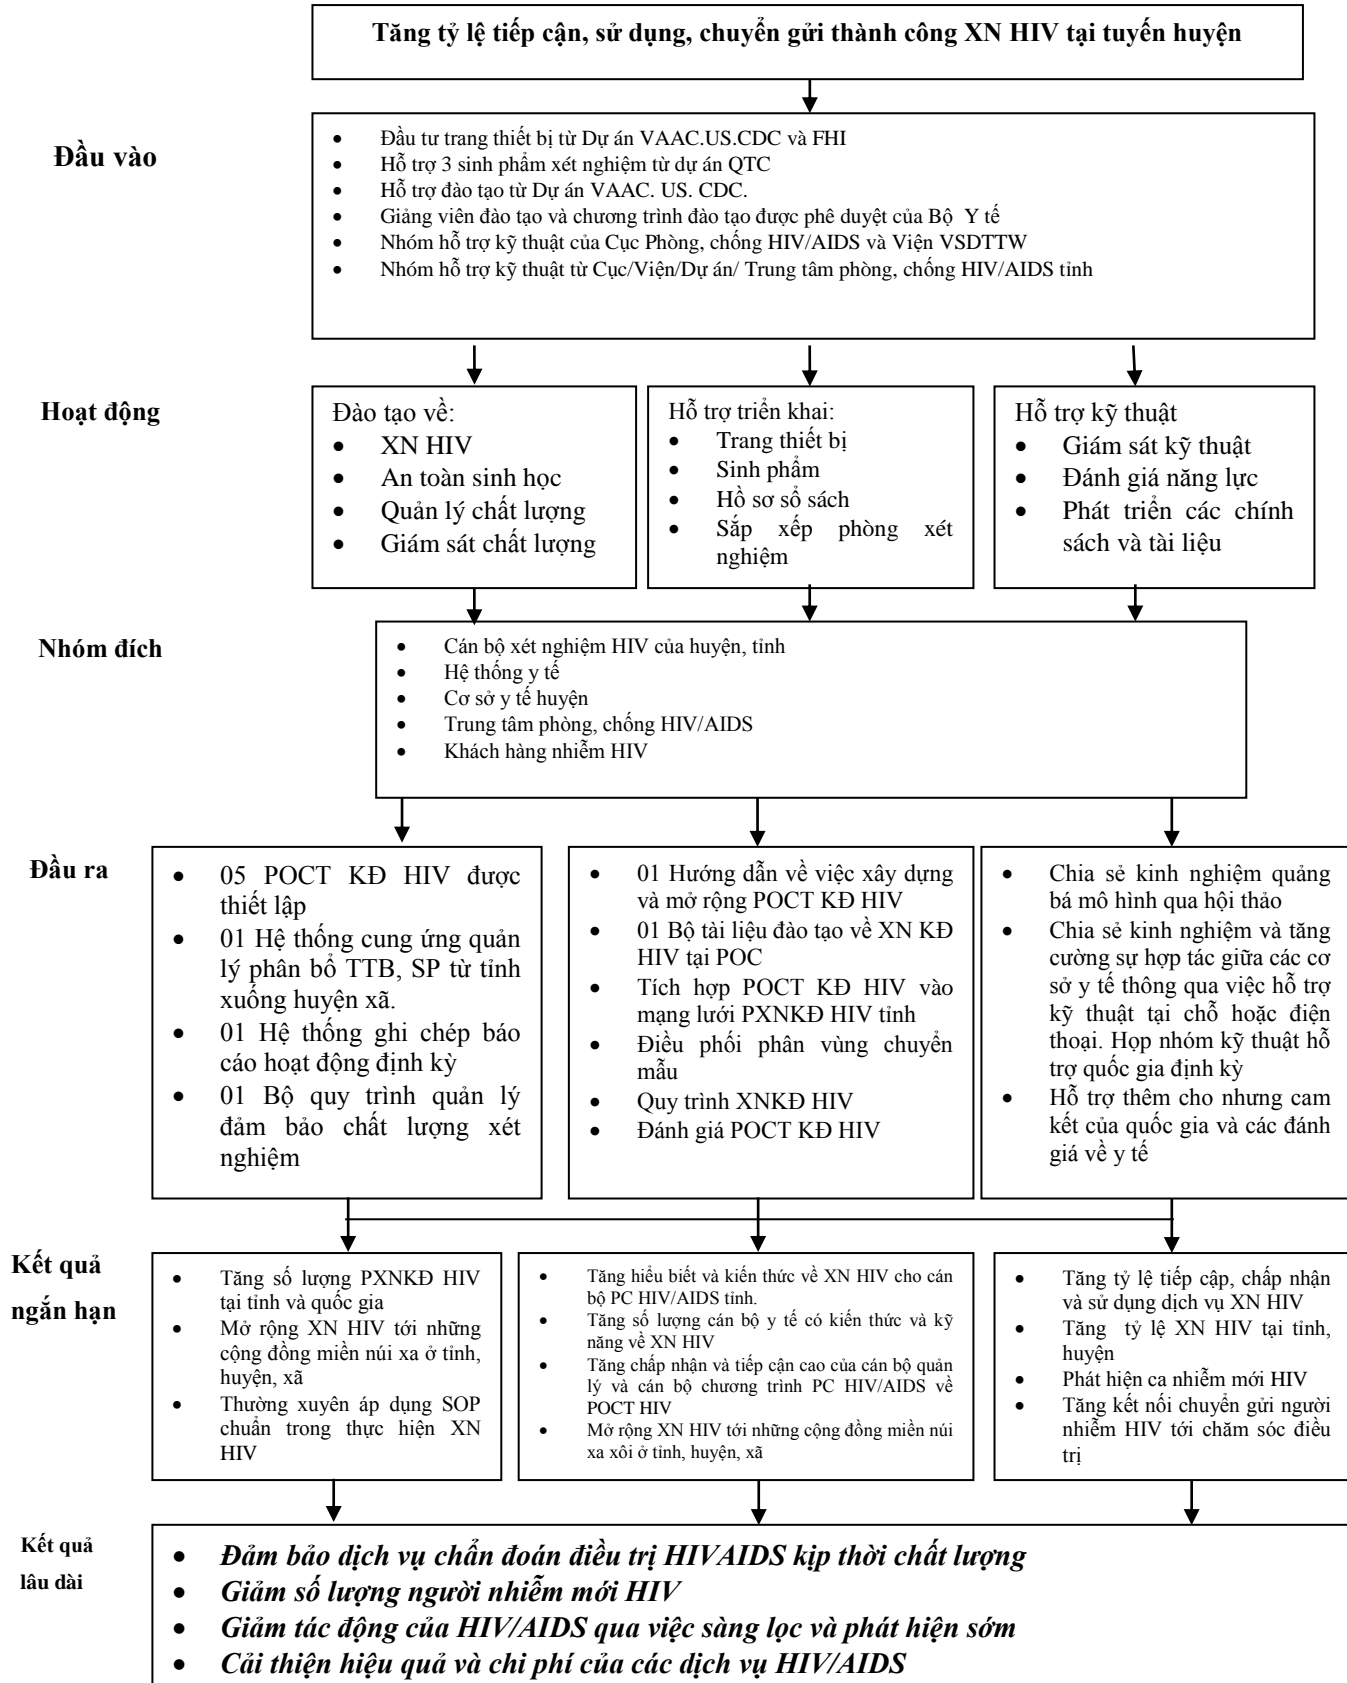 Tăng tỷ lệ tiếp cận, sử dụng, chuyển gửi thành công XN HIV tại tuyến huyện
Đầu vào
Đầu tư trang thiết bị từ Dự án VAAC.US.CDC và FHI
Hỗ trợ 3 sinh phẩm xét nghiệm từ dự án QTC
Hỗ trợ đào tạo từ Dự án VAAC. US. CDC.
Giảng viên đào tạo và chương trình đào tạo được phê duyệt của Bộ Y tế
Nhóm hỗ trợ kỹ thuật của Cục Phòng, chống HIV/AIDS và Viện VSDTTW
Nhóm hỗ trợ kỹ thuật từ Cục/Viện/Dự án/ Trung tâm phòng, chống HIV/AIDS tỉnh
Hoạt động
Đào tạo về:
XN HIV
An toàn sinh học
Quản lý chất lượng
Giám sát chất lượng
Hỗ trợ triển khai:
Trang thiết bị
Sinh phẩm
Hồ sơ sổ sách
Sắp xếp phòng xét
nghiệm
Hỗ trợ kỹ thuật
Giám sát kỹ thuật
Đánh giá năng lực
Phát triển các chính
sách và tài liệu
Nhóm đích
Cán bộ xét nghiệm HIV của huyện, tỉnh
Hệ thống y tế
Cơ sở y tế huyện
Trung tâm phòng, chống HIV/AIDS
Khách hàng nhiễm HIV
Đầu ra
05 POCT KĐ HIV được
thiết lập
01 Hệ thống cung ứng quản
lý phân bổ TTB, SP từ tỉnh
xuống huyện xã.
01 Hệ thống ghi chép báo
cáo hoạt động định kỳ
01 Bộ quy trình quản lý
đảm bảo chất lượng xét
nghiệm
01 Hướng dẫn về việc xây dựng
và mở rộng POCT KĐ HIV
01 Bộ tài liệu đào tạo về XN KĐ
HIV tại POC
Tích hợp POCT KĐ HIV vào
mạng lưới PXNKĐ HIV tỉnh
Điều phối phân vùng chuyển
mẫu
Quy trình XNKĐ HIV
Đánh giá POCT KĐ HIV
Chia sẻ kinh nghiệm quảng
bá mô hình qua hội thảo
Chia sẻ kinh nghiệm và tăng
cường sự hợp tác giữa các cơ
sở y tế thông qua việc hỗ trợ
kỹ thuật tại chỗ hoặc điện
thoại. Họp nhóm kỹ thuật hỗ
trợ quốc gia định kỳ
Hỗ trợ thêm cho nhưng cam
kết của quốc gia và các đánh
giá về y tế
Kết quả
ngắn hạn
Tăng số lượng PXNKĐ HIV
tại tỉnh và quốc gia
Mở rộng XN HIV tới những
cộng đồng miền núi xa ở tỉnh,
huyện, xã
Thường xuyên áp dụng SOP
chuẩn trong thực hiện XN
HIV
Tăng hiểu biết và kiến thức về XN HIV cho cán
bộ PC HIV/AIDS tỉnh.
Tăng số lượng cán bộ y tế có kiến thức và kỹ
năng về XN HIV
Tăng chấp nhận và tiếp cận cao của cán bộ quản
lý và cán bộ chương trình PC HIV/AIDS về
POCT HIV
Mở rộng XN HIV tới những cộng đồng miền núi
xa xôi ở tỉnh, huyện, xã
Tăng tỷ lệ tiếp cập, chấp nhận
và sử dụng dịch vụ XN HIV
Tăng tỷ lệ XN HIV tại tỉnh,
huyện
Phát hiện ca nhiễm mới HIV
Tăng kết nối chuyển gửi người
nhiễm HIV tới chăm sóc điều
trị
Kết quả
lâu dài
Đảm bảo dịch vụ chẩn đoán điều trị HIVAIDS kịp thời chất lượng
Giảm số lượng người nhiễm mới HIV
Giảm tác động của HIV/AIDS qua việc sàng lọc và phát hiện sớm
Cải thiện hiệu quả và chi phí của các dịch vụ HIV/AIDS